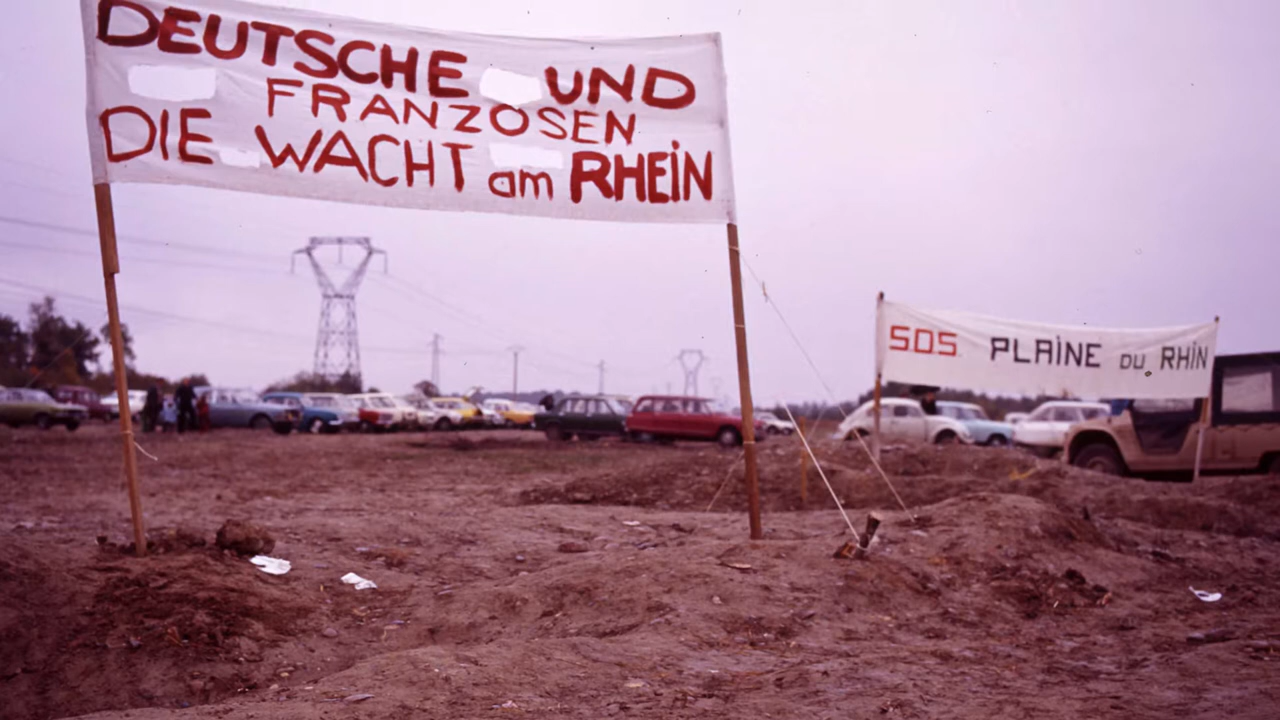 DEUTSCHE UND
FRANZOSEN
DIE WACHT am RHEIN
SOS PLAINE DU RHIN